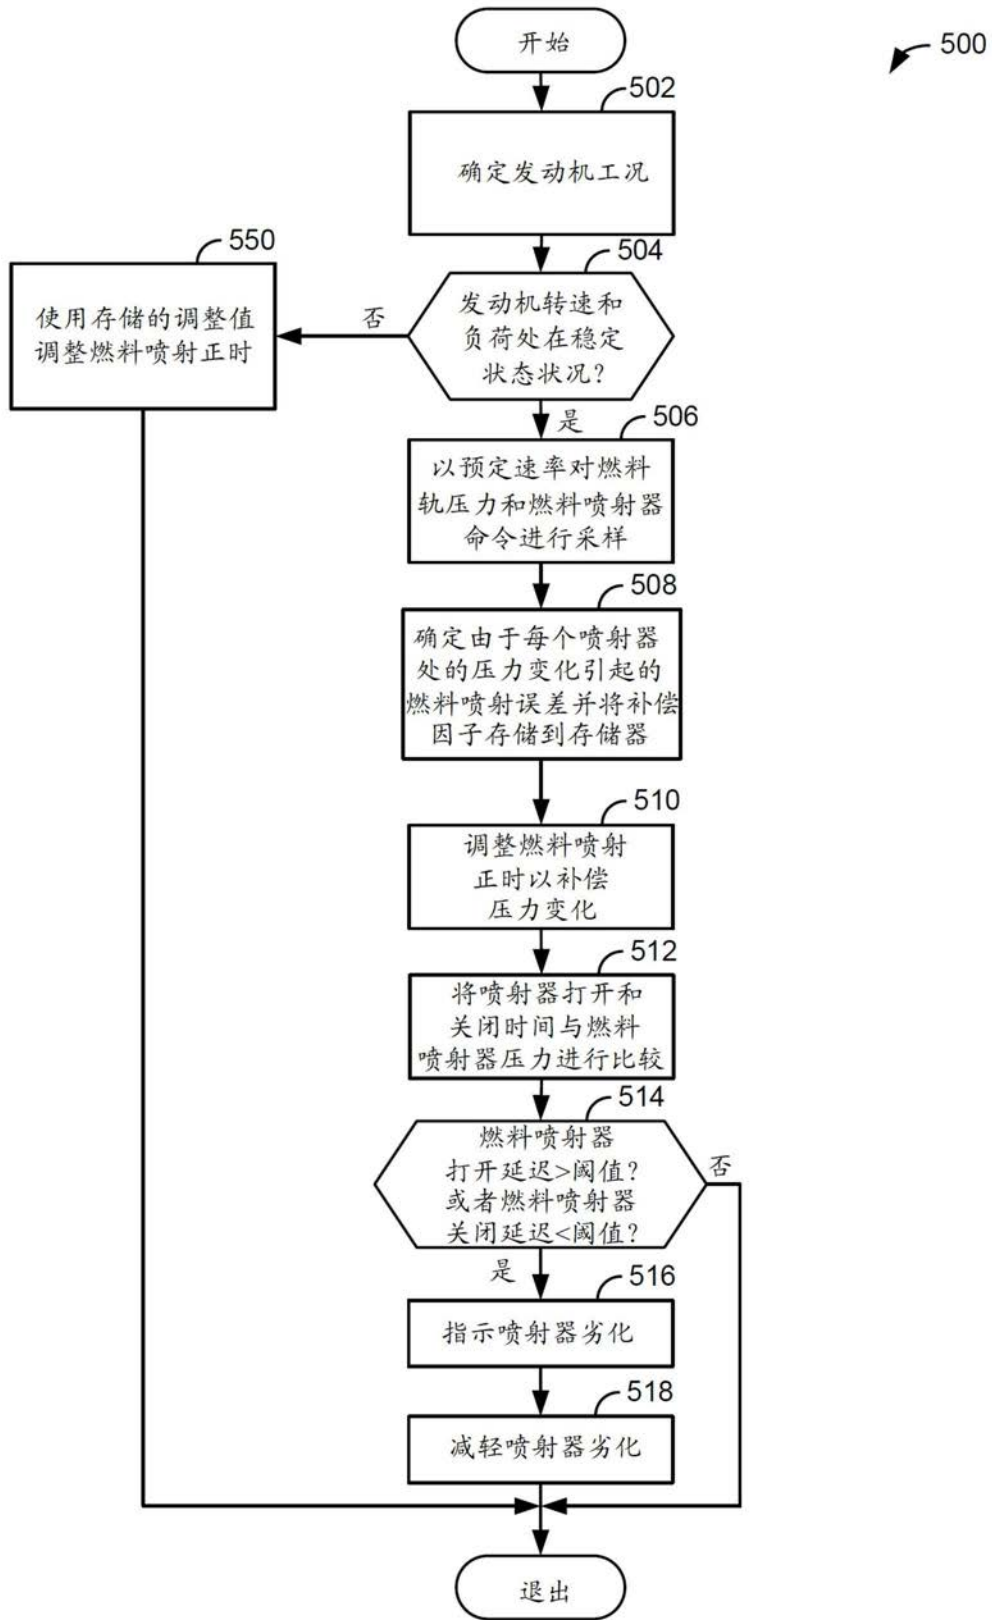 开始
500
502
确定发动机工况
550
504
使用存储的调整值
调整燃料喷射正时
否
发动机转速和
负荷处在稳定
状态状况?
是
506
以预定速率对燃料
轨压力和燃料喷射器
命令进行采样
508
确定由于每个喷射器
处的压力变化引起的
燃料喷射误差并将补偿
因子存储到存储器
510
调整燃料喷射
正时以补偿
压力变化
512
将喷射器打开和
关闭时间与燃料
喷射器压力进行比较
514
燃料喷射器
打开延迟>阈值?
或者燃料喷射器
关闭延迟<阈值?
否
是
516
指示喷射器劣化
518
减轻喷射器劣化
退出